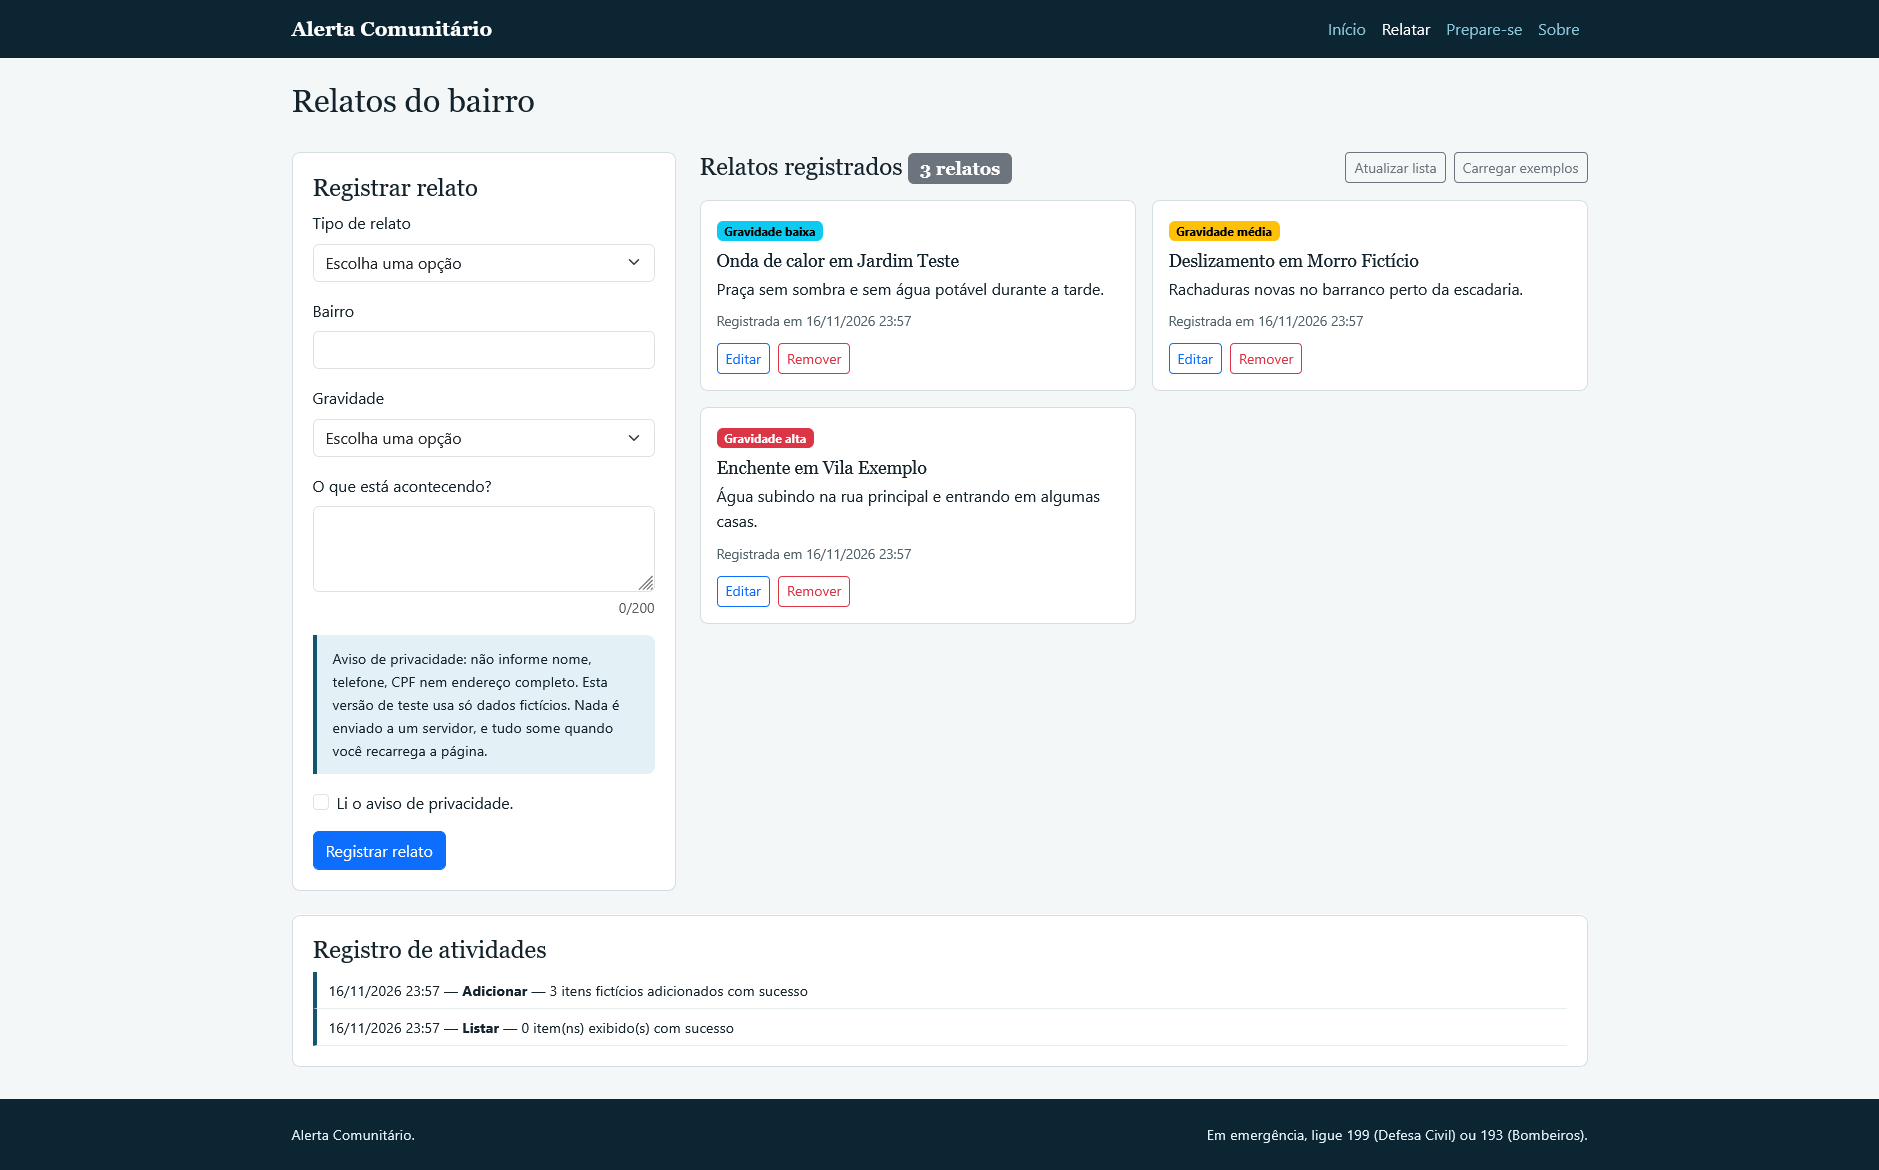 Alerta Comunitário
Início Relatar Prepare-se Sobre
Relatos do bairro
Registrar relato
Tipo de relato
Escolha uma opção
Bairro
Gravidade
Escolha uma opção
O que está acontecendo?
0/200
Aviso de privacidade: não informe nome,
telefone, CPF nem endereço completo. Esta
versão de teste usa só dados fictícios. Nada é
enviado a um servidor, e tudo some quando
você recarrega a página.
Li o aviso de privacidade.
Registrar relato
Relatos registrados 3 relatos
Atualizar lista Carregar exemplos
Gravidade baixa
Onda de calor em Jardim Teste
Praça sem sombra e sem água potável durante a tarde.
Registrada em 16/11/2026 23:57
Editar Remover
Gravidade média
Deslizamento em Morro Fictício
Rachaduras novas no barranco perto da escadaria.
Registrada em 16/11/2026 23:57
Editar Remover
Gravidade alta
Enchente em Vila Exemplo
Água subindo na rua principal e entrando em algumas
casas.
Registrada em 16/11/2026 23:57
Editar Remover
Registro de atividades
16/11/2026 23:57 — Adicionar — 3 itens fictícios adicionados com sucesso
16/11/2026 23:57 — Listar — 0 item(ns) exibido(s) com sucesso
Alerta Comunitário.
Em emergência, ligue 199 (Defesa Civil) ou 193 (Bombeiros).